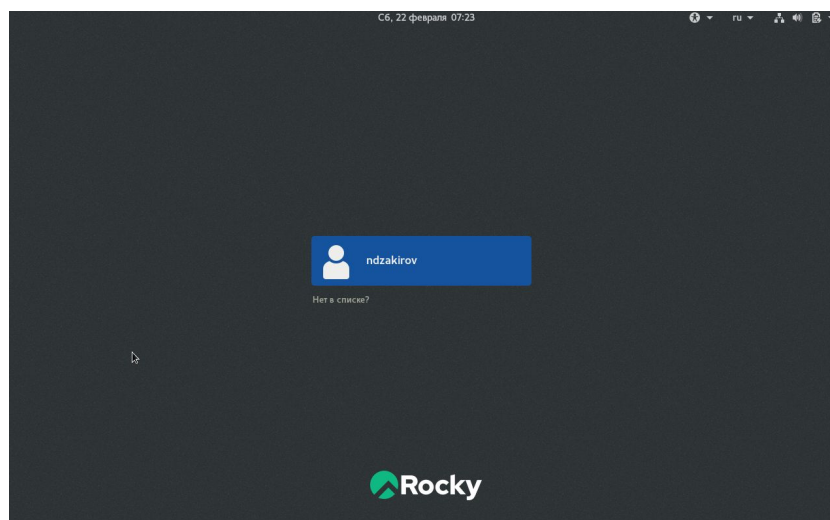 Сб, 22 февраля 07:23
ru
ndzakirov
Нет в списке?
Rocky